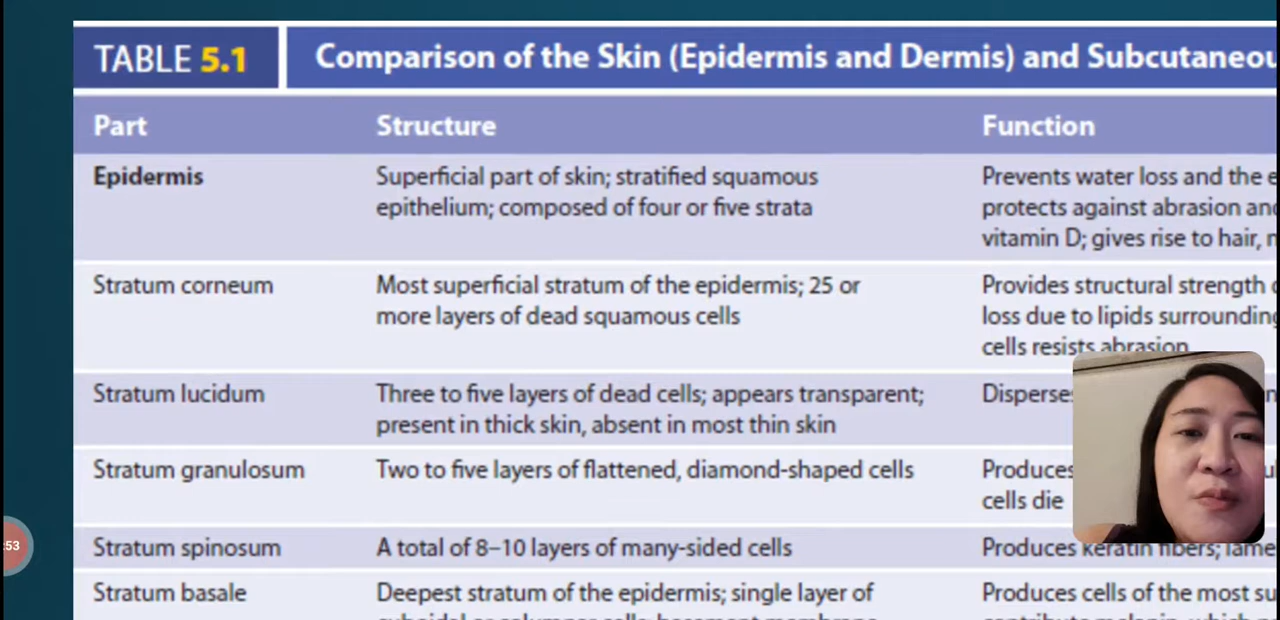 TABLE 5.1 Comparison of the Skin (Epidermis and Dermis) and
Part Structure Function
Epidermis Superficial part of skin; stratified squamous Prevents water loss and the
epithelium; composed of four or five strata protects against abrasion
vitamin D; gives rise to hair,
Stratum corneum Most superficial stratum of the epidermis; 25 or Provides structural strength
more layers of dead squamous cells loss due to lipids
cells resists abrasion
Stratum lucidum Three to five layers of dead cells; appears transparent;
present in thick skin, absent in most thin skin
Stratum granulosum Two to five layers of flattened, diamond-shaped cells Produces
cells die
Stratum spinosum A total of 8–10 layers of many-sided cells Produces keratin fibers;
Stratum basale Deepest stratum of the epidermis; single layer of Produces cells of the most
:53